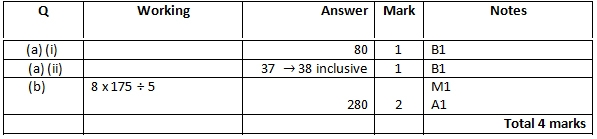 Q Working Answer Mark Notes
(a) (i) 80 1 B1
(a) (ii) 37 → 38 inclusive 1 B1
(b) 8 x 175 ÷ 5 M1
280 2 A1
Total 4 marks